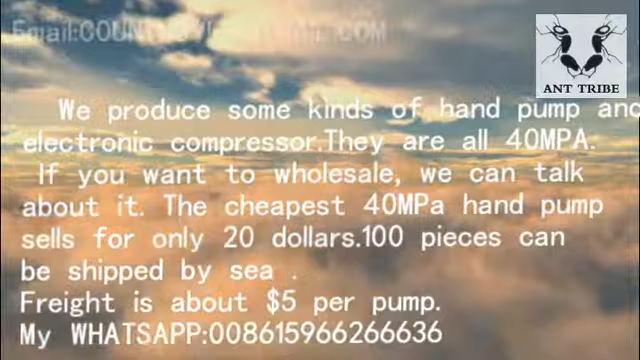 ANT TRIBE
We produce some kinds of hand pump and
electronic compressor.They are all 40MPA.
If you want to wholesale, we can talk
about it. The cheapest 40MPa hand pump
sells for only 20 dollars.100 pieces can
be shipped by sea .
Freight is about $5 per pump.
My WHATSAPP:008615966266636